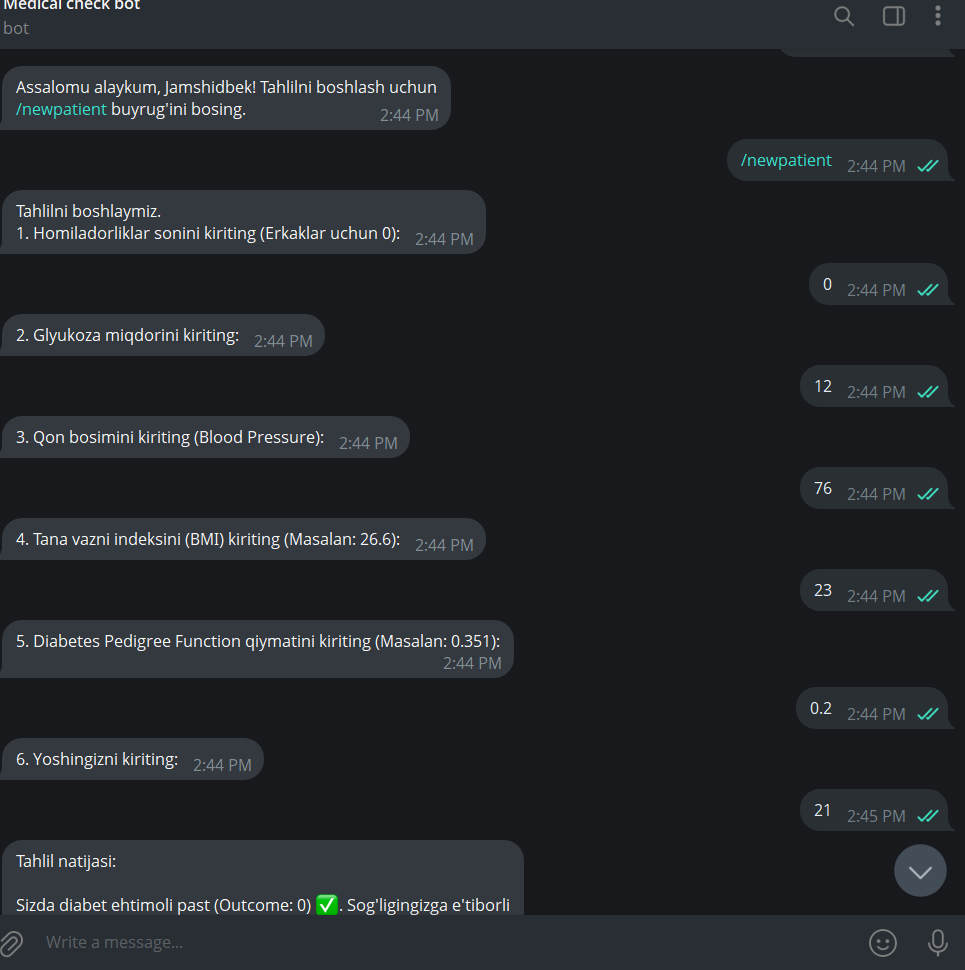 Medical check bot
bot
Assalomu alaykum, Jamshidbek! Tahlilni boshlash uchun
/newpatient buyrug'ini bosing.
2:44 PM
/newpatient 2:44 PM
Tahlilni boshlaymiz.
1. Homiladorliklar sonini kiriting (Erkaklar uchun 0): 2:44 PM
0 2:44 PM
2. Glyukoza miqdorini kiriting: 2:44 PM
12 2:44 PM
3. Qon bosimini kiriting (Blood Pressure): 2:44 PM
76 2:44 PM
4. Tana vazni indeksini (BMI) kiriting (Masalan: 26.6): 2:44 PM
23 2:44 PM
5. Diabetes Pedigree Function qiymatini kiriting (Masalan: 0.351):
2:44 PM
0.2 2:44 PM
6. Yoshingizni kiriting: 2:44 PM
21 2:45 PM
Tahlil natijasi:
Sizda diabet ehtimoli past (Outcome: 0) ✅. Sog'ligingizga e'tiborli
Write a message...